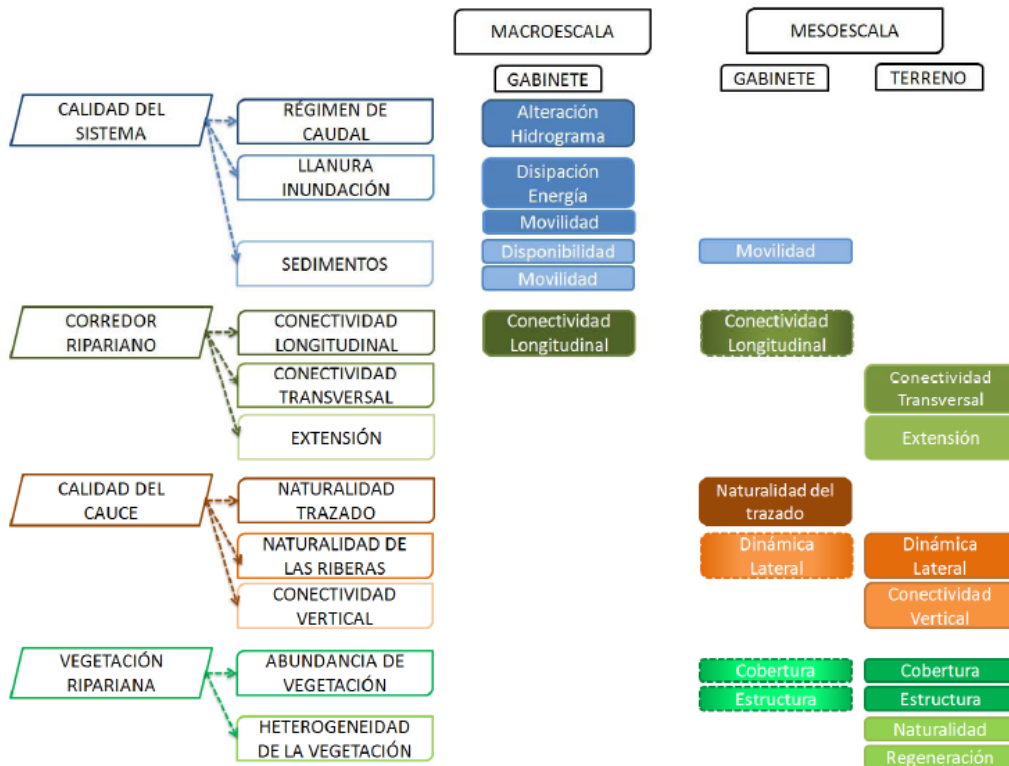 MACROESCALA
MESOESCALA
GABINETE
GABINETE
TERRENO
CALIDAD DEL
SISTEMA
RÉGIMEN DE
CAUDAL
Alteración
Hidrograma
LLANURA
INUNDACIÓN
Disipación
Energía
Movilidad
SEDIMENTOS
Disponibilidad
Movilidad
Movilidad
CORREDOR
RIPARIANO
CONECTIVIDAD
LONGITUDINAL
Conectividad
Longitudinal
Conectividad
Longitudinal
CONECTIVIDAD
TRANSVERSAL
Conectividad
Transversal
EXTENSIÓN
Extensión
CALIDAD DEL
CAUCE
NATURALIDAD
TRAZADO
Naturalidad del
trazado
NATURALIDAD DE
LAS RIBERAS
Dinámica
Lateral
Dinámica
Lateral
CONECTIVIDAD
VERTICAL
Conectividad
Vertical
VEGETACIÓN
RIPARIANA
ABUNDANCIA DE
VEGETACIÓN
Cobertura
Cobertura
Estructura
Estructura
HETEROGENEIDAD
DE LA VEGETACIÓN
Naturalidad
Regeneración